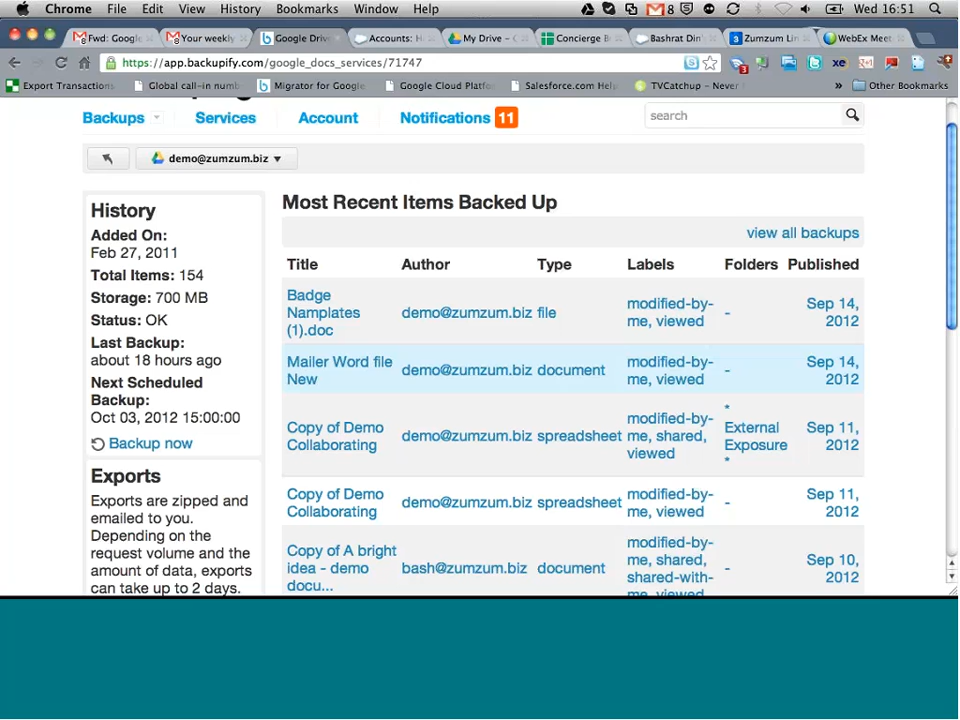 Chrome File Edit View History Bookmarks Window Help 8 Wed 16:51
Fwd: Google Your weekly Google Driv Accounts: H My Drive - Concierge B Bashrat Din Zumzum Lin WebEx Meet
https://app.backupify.com/google_docs_services/71747
Export Transactions Global call-in numb Migrator for Google Google Cloud Platfo Salesforce.com Help TVCatchup - Never » Other Bookmarks
Backups Services Account Notifications 11 search
demo@zumzum.biz
History
Added On:
Feb 27, 2011
Total Items: 154
Storage: 700 MB
Status: OK
Last Backup:
about 18 hours ago
Next Scheduled
Backup:
Oct 03, 2012 15:00:00
Backup now
Exports
Exports are zipped and
emailed to you.
Depending on the
request volume and the
amount of data, exports
can take up to 2 days.
Most Recent Items Backed Up
view all backups
Title Author Type Labels Folders Published
Badge
Namplates
(1).doc
demo@zumzum.biz file
modified-by-
me, viewed
-
Sep 14,
2012
Mailer Word file
New
demo@zumzum.biz document
modified-by-
me, viewed
-
Sep 14,
2012
Copy of Demo
Collaborating
demo@zumzum.biz spreadsheet
modified-by-
me, shared,
viewed
*
External
Exposure
*
Sep 11,
2012
Copy of Demo
Collaborating
demo@zumzum.biz spreadsheet
modified-by-
me, viewed
-
Sep 11,
2012
Copy of A bright
idea - demo
docu...
bash@zumzum.biz document
modified-by-
me, shared,
shared-with-
me, viewed
-
Sep 10,
2012